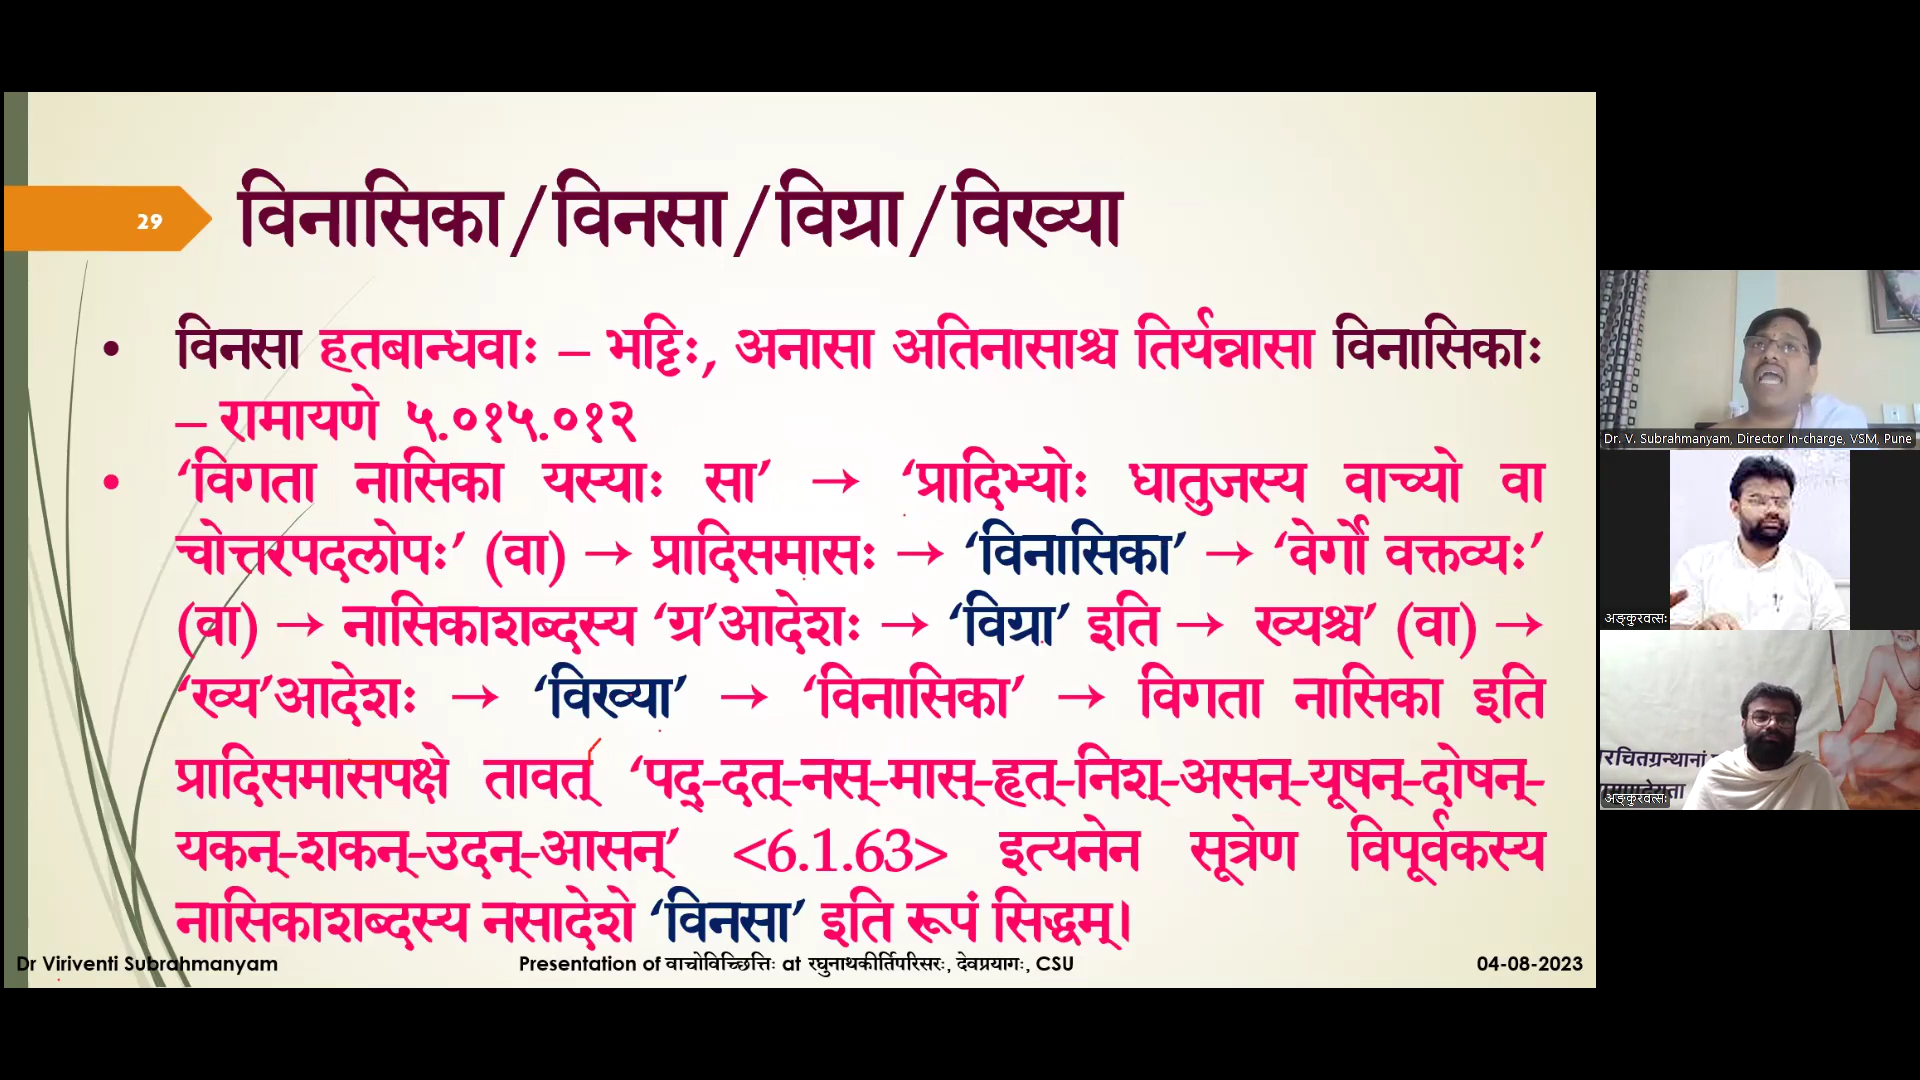 29
विनासिका/विनसा/विग्रा/विख्या
• विनसा हतबान्धवाः – भट्टिः, अनासा अतिनासाश्च तिर्यन्नासा विनासिकाः
– रामायणे ५.०१५.०१२
• ‘विगता नासिका यस्याः सा’ → ‘प्रादिभ्योः धातुजस्य वाच्यो वा
चोत्तरपदलोपः’ (वा) → प्रादिसमासः → ‘विनासिका’ → ‘वेर्गो वक्तव्यः’
(वा) → नासिकाशब्दस्य ‘ग्र’आदेशः → ‘विग्रा’ इति → ख्यश्च’ (वा) →
‘ख्य’आदेशः → ‘विख्या’ → ‘विनासिका’ → विगता नासिका इति
प्रादिसमासपक्षे तावत् ‘पद्-दत्-नस्-मास्-हृत्-निश्-असन्-यूषन्-दोषन्-
यकन्-शकन्-उदन्-आसन्’ <6.1.63> इत्यनेन सूत्रेण विपूर्वकस्य
नासिकाशब्दस्य नसादेशे ‘विनसा’ इति रूपं सिद्धम्।
Dr Viriventi Subrahmanyam
Presentation of वाचोविच्छित्तिः at रघुनाथकीर्तिपरिसरः, देवप्रयागः, CSU
04-08-2023
Dr. V. Subrahmanyam, Director In-charge, VSM, Pune
अङ्कुरवत्सः
रचितग्रन्थानां
अङ्कुरवत्सः